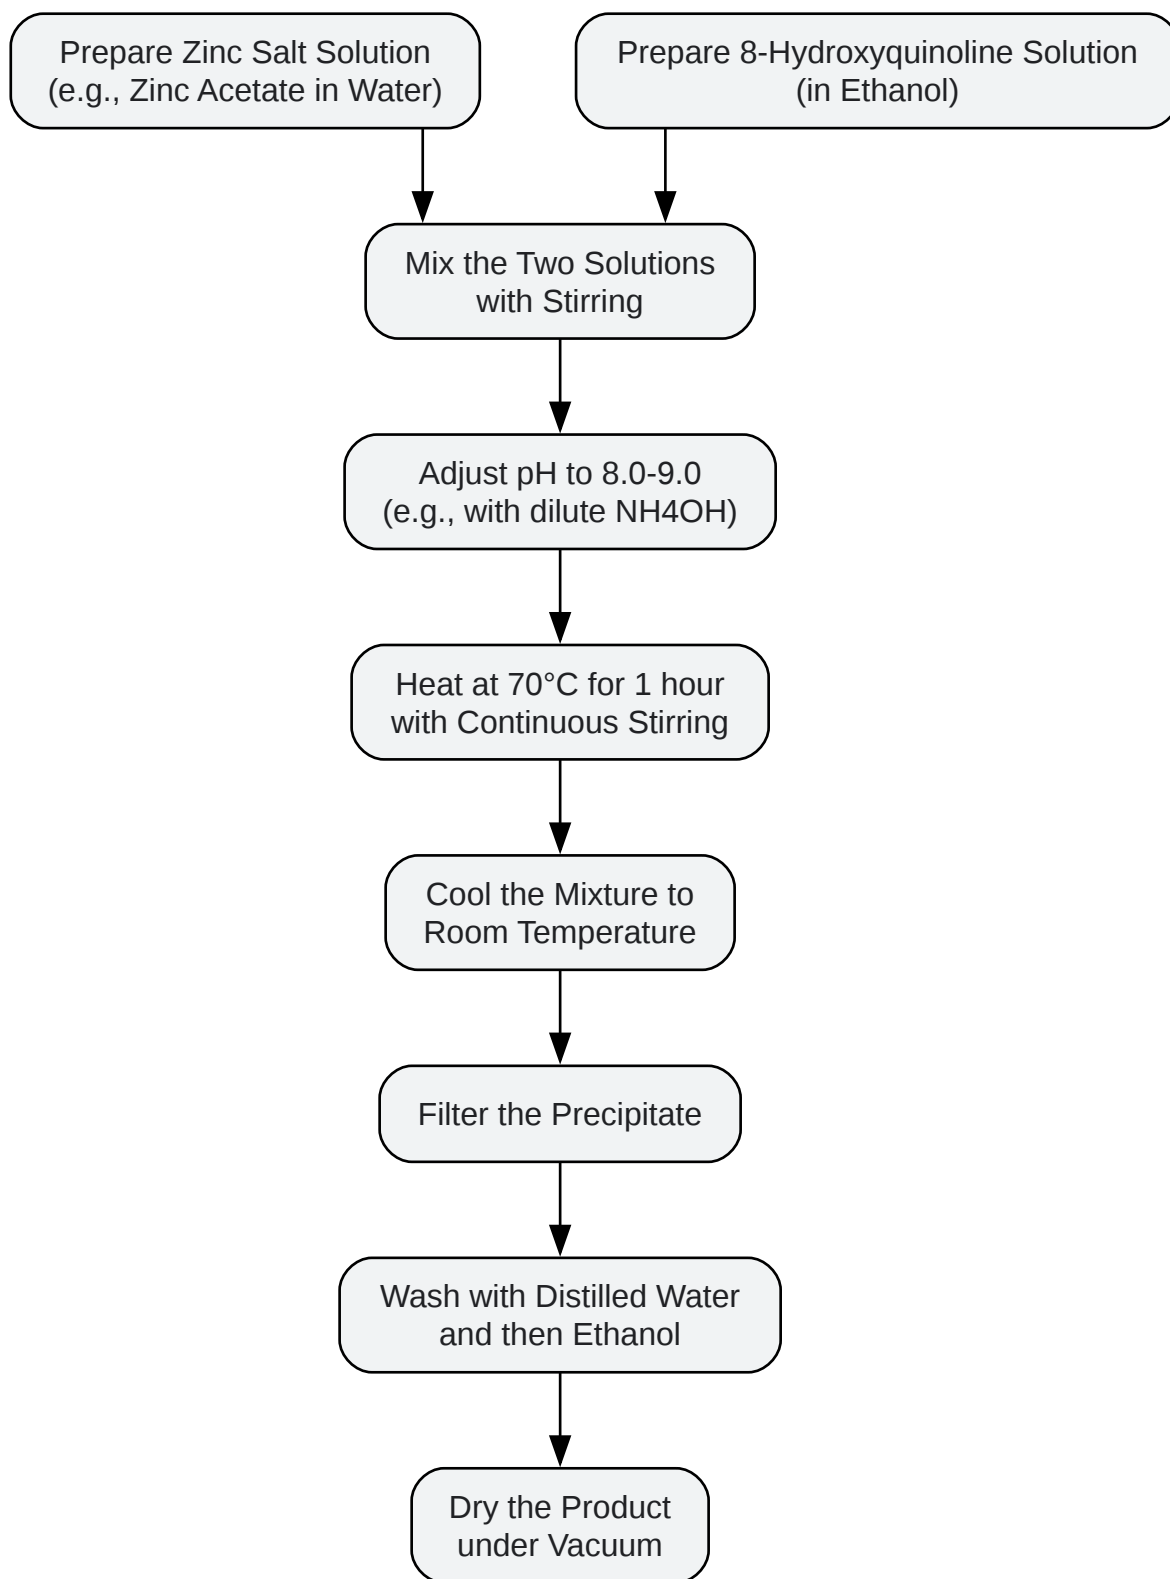 Prepare Zinc Salt Solution
(e.g., Zinc Acetate in Water)
Prepare 8-Hydroxyquinoline Solution
(in Ethanol)
Mix the Two Solutions
with Stirring
Adjust pH to 8.0-9.0
(e.g., with dilute NH4OH)
Heat at 70°C for 1 hour
with Continuous Stirring
Cool the Mixture to
Room Temperature
Filter the Precipitate
Wash with Distilled Water
and then Ethanol
Dry the Product
under Vacuum